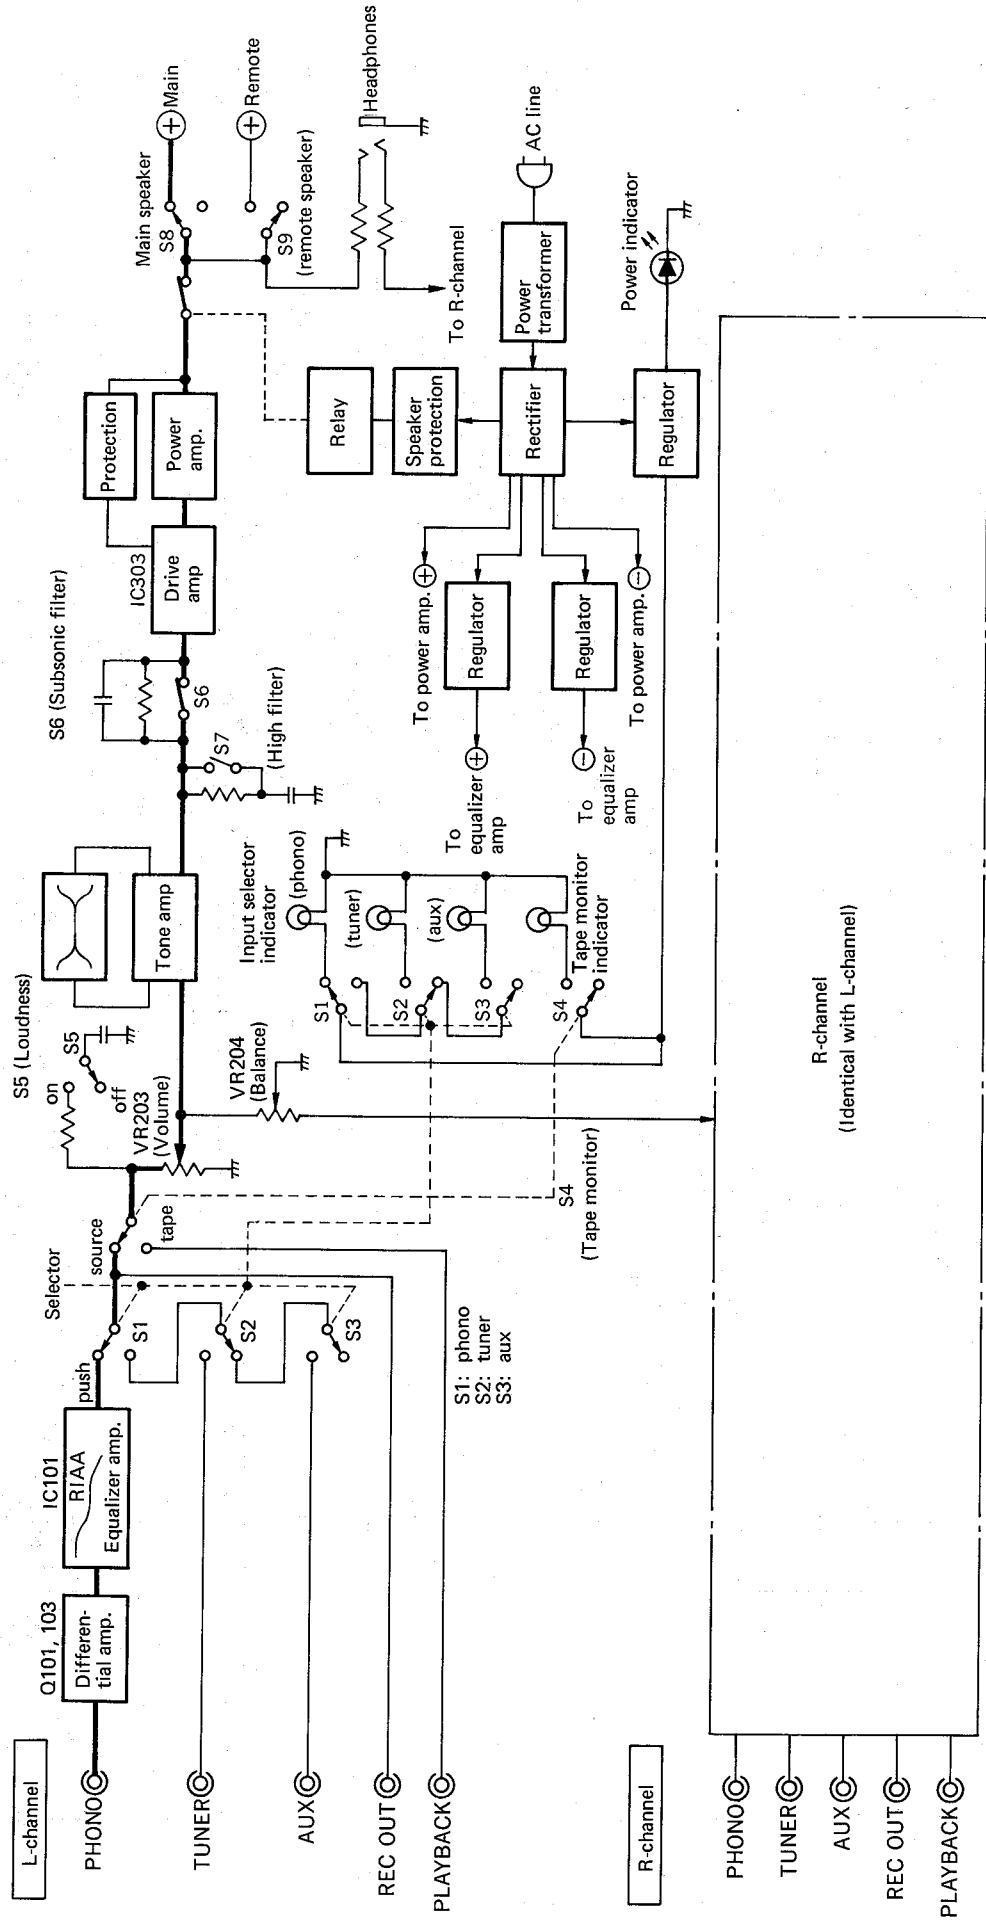 L-channel
PHONO
TUNER
AUX
REC OUT
PLAYBACK
Q101, 103
Differen-
tial amp.
IC101
RIAA
Equalizer amp.
push
Selector
S1
S2
S3
source
tape
S1: phono
S2: tuner
S3: aux
S4
(Tape monitor)
S5 (Loudness)
on
off
S5
VR203
(Volume)
VR204
(Balance)
Tone amp
Input selector
indicator
(phono)
(tuner)
(aux)
Tape monitor
indicator
S1
S2
S3
S4
S7
(High filter)
S6 (Subsonic filter)
S6
IC303
Drive
amp
Protection
Power
amp.
Main speaker
S8
Main
Remote
S9
(remote speaker)
Headphones
To R-channel
Relay
Speaker
protection
Rectifier
Power
transformer
AC line
Power indicator
Regulator
To power amp. +
Regulator
To
equalizer +
amp
Regulator
To
equalizer
amp
−
To power amp. −
R-channel
PHONO
TUNER
AUX
REC OUT
PLAYBACK
R-channel
(Identical with L-channel)